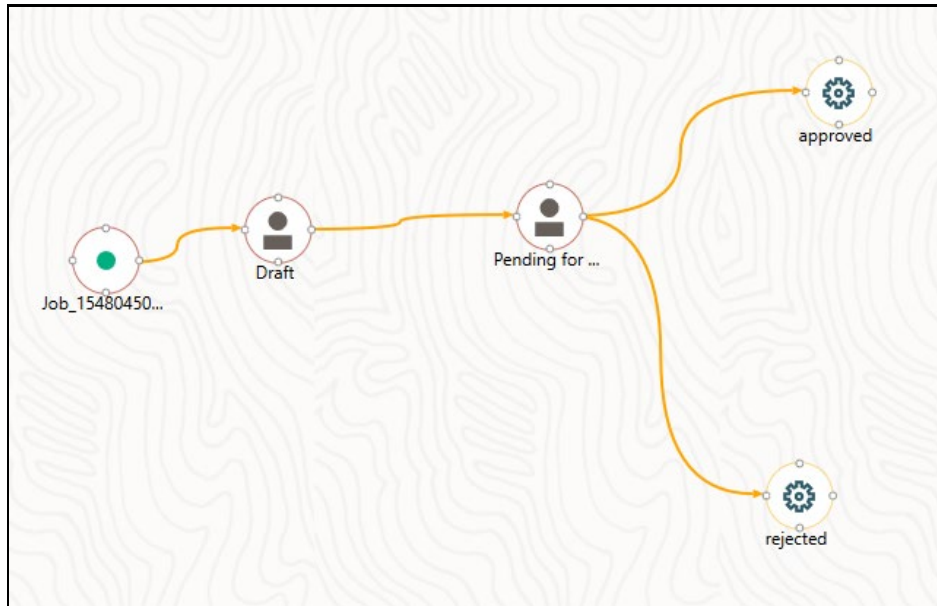 approved
Draft
Pending for ...
Job_15480450...
rejected